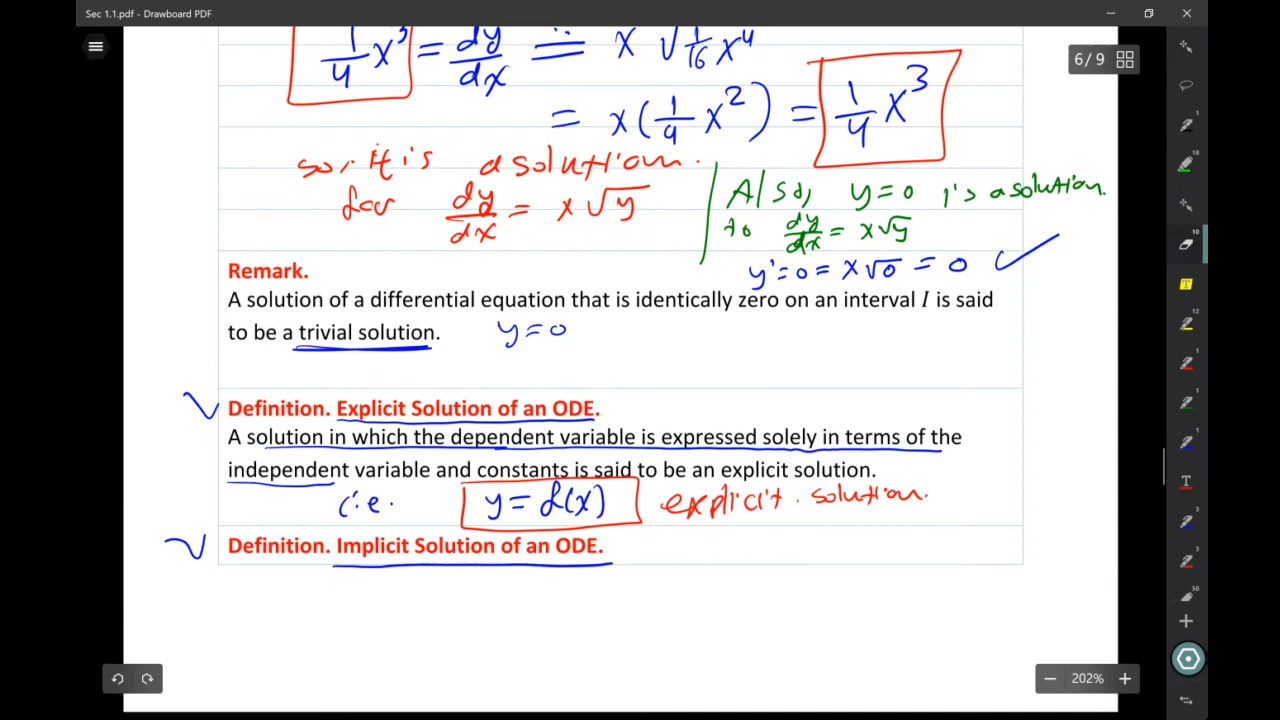 Sec 1.1.pdf - Drawboard PDF
6 / 9
1/4 x³ = dy/dx ≟ x √(1/16 x⁴)
= x(1/4 x²) = 1/4 x³
so, it is a solution.
for dy/dx = x√y
Also, y=0 is a solution.
to dy/dx = x√y
y'=0 = x√0 = 0 ✓
Remark.
A solution of a differential equation that is identically zero on an interval I is said
to be a trivial solution. y=0
Definition. Explicit Solution of an ODE.
A solution in which the dependent variable is expressed solely in terms of the
independent variable and constants is said to be an explicit solution.
i.e. y = f(x) explicit. solution.
Definition. Implicit Solution of an ODE.
202%